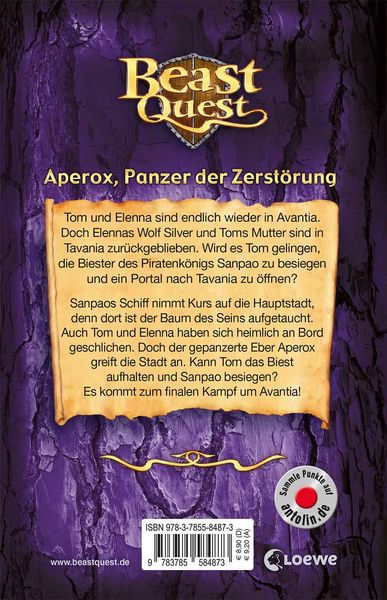 Beast
Quest
Aperox, Panzer der Zerstörung
Tom und Elenna sind endlich wieder in Avantia.
Doch Elennas Wolf Silver und Toms Mutter sind in
Tavania zurückgeblieben. Wird es Tom gelingen,
die Biester des Piratenkönigs Sanpao zu besiegen
und ein Portal nach Tavania zu öffnen?
Sanpaos Schiff nimmt Kurs auf die Hauptstadt,
denn dort ist der Baum des Seins aufgetaucht.
Auch Tom und Elenna haben sich heimlich an Bord
geschlichen. Doch der gepanzerte Eber Aperox
greift die Stadt an. Kann Tom das Biest
aufhalten und Sanpao besiegen?
Es kommt zum finalen Kampf um Avantia!
Sammle Punkte auf
antolin.de
ISBN 978-3-7855-8487-3
€ 8,90 (D)
€ 9,20 (A)
9 783785 584873
www.beastquest.de
Loewe